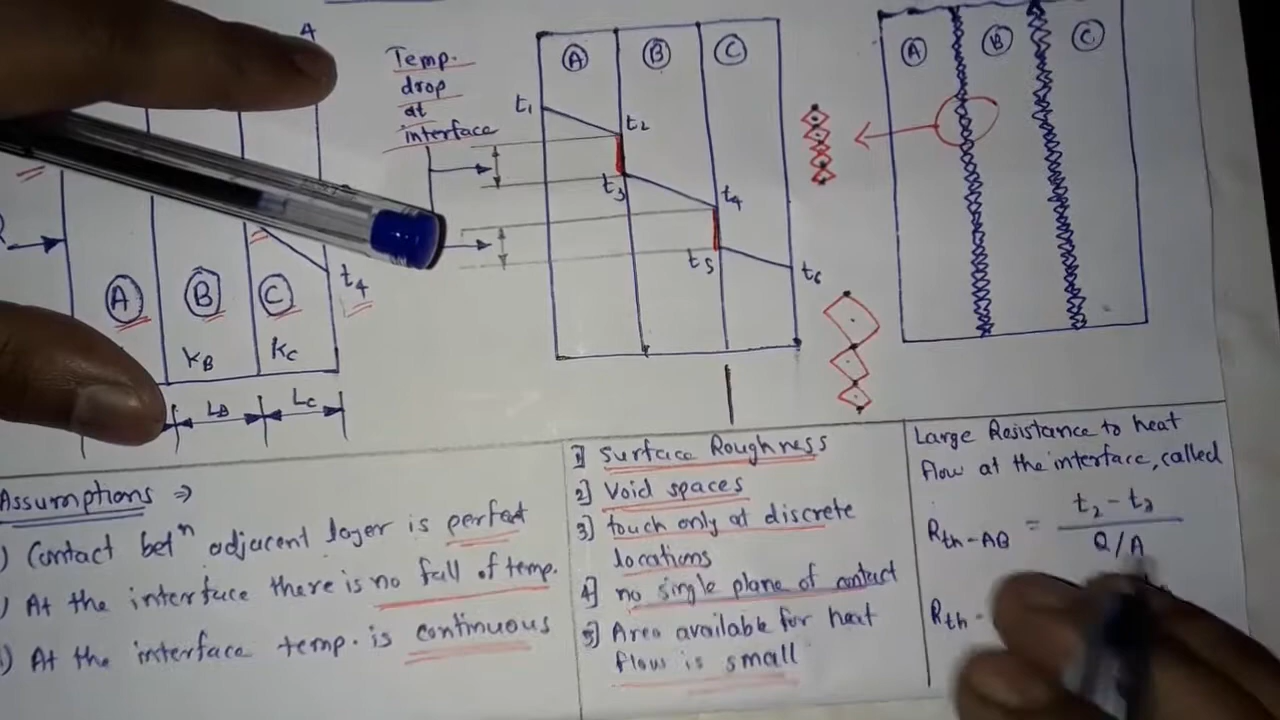 A
t4
A
B
C
KB
KC
LB
LC
Temp.
drop
at
interface
A
B
C
t1
t2
t3
t4
t5
t6
A
B
C
Assumptions ⇒
) Contact betn adjacent layer is perfect
) At the interface there is no fall of temp.
) At the interface temp. is continuous
1] Surface Roughness
2] Void spaces
3] touch only at discrete
locations
4] no single plane of contact
5] Area available for heat
flow is small
Large Resistance to heat
flow at the interface, called
Rth-AB = t2 - t3
Q/A
Rth-